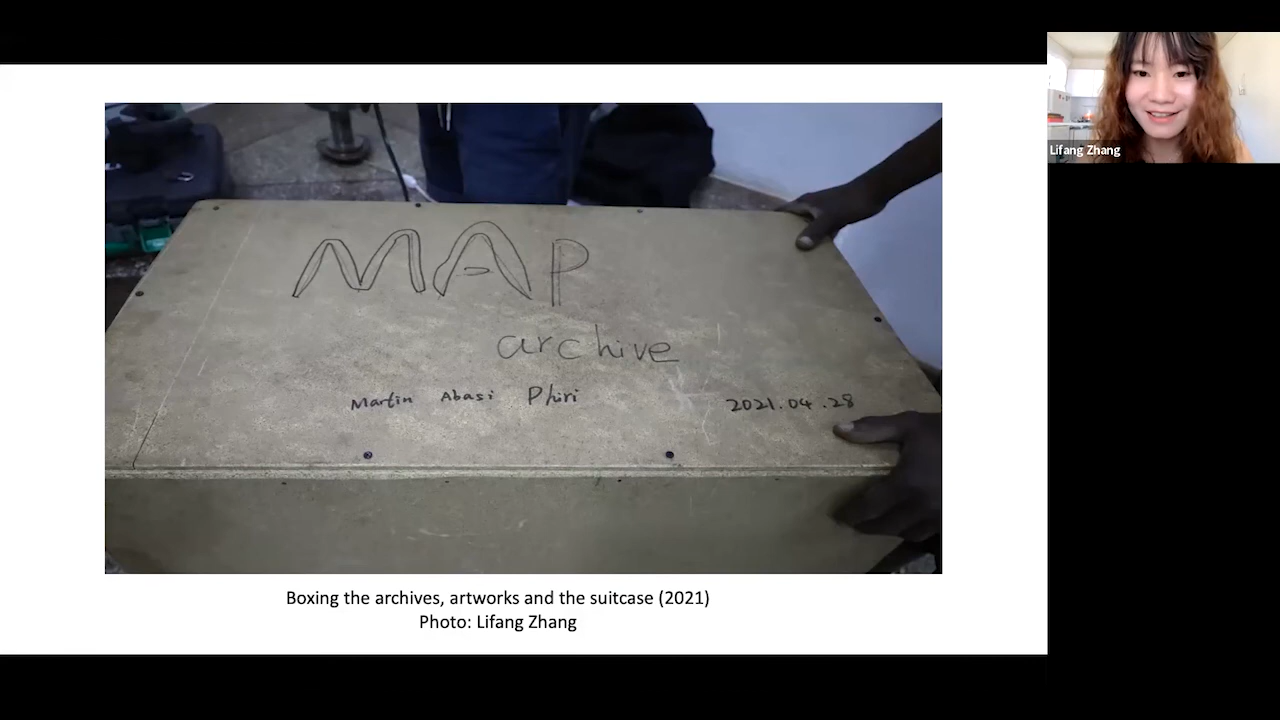 MAP
archive
Martin Abasi Phiri 2021.04.28
Boxing the archives, artworks and the suitcase (2021)
Photo: Lifang Zhang
Lifang Zhang